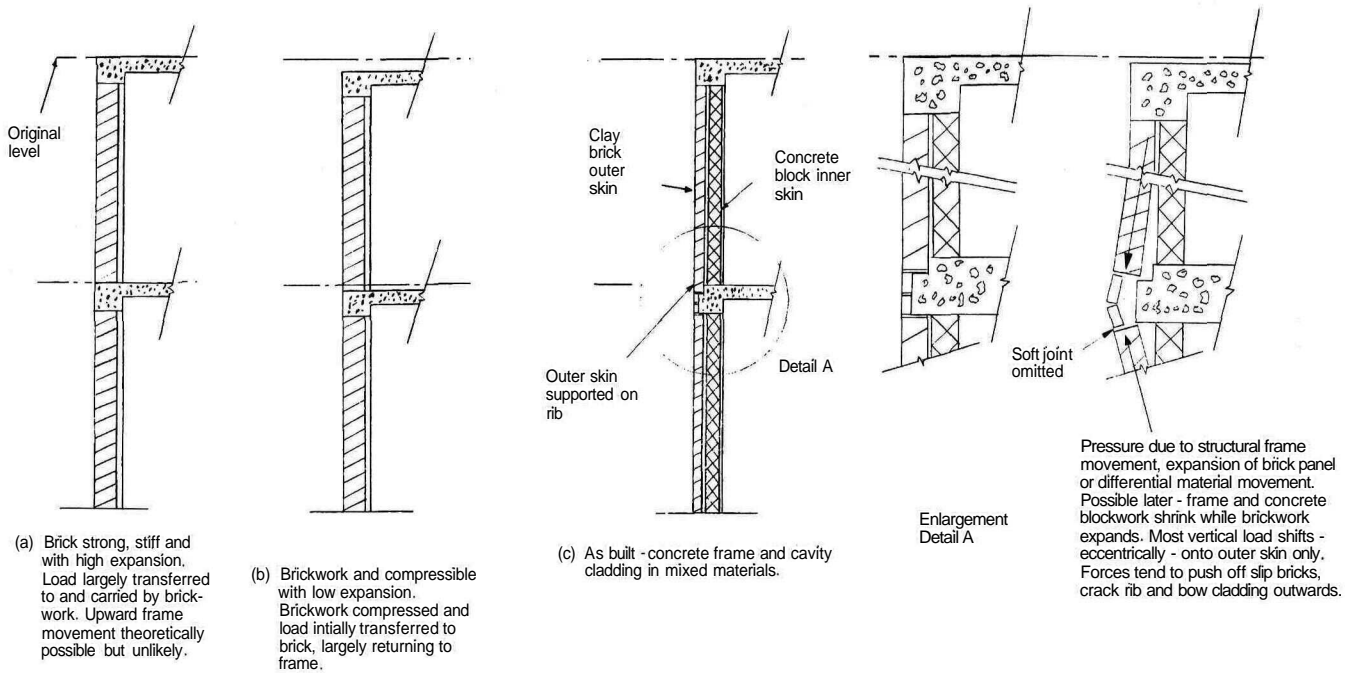 Original
level
(a) Brick strong, stiff and
with high expansion.
Load largely transferred
to and carried by brick-
work. Upward frame
movement theoretically
possible but unlikely.
(b) Brickwork and compressible
with low expansion.
Brickwork compressed and
load intially transferred to
brick, largely returning to
frame.
Clay
brick
outer
skin
Concrete
block inner
skin
Outer skin
supported on
rib
Detail A
(c) As built - concrete frame and cavity
cladding in mixed materials.
Enlargement
Detail A
Soft joint
omitted
Pressure due to structural frame
movement, expansion of brick panel
or differential material movement.
Possible later - frame and concrete
blockwork shrink while brickwork
expands. Most vertical load shifts -
eccentrically - onto outer skin only.
Forces tend to push off slip bricks,
crack rib and bow cladding outwards.